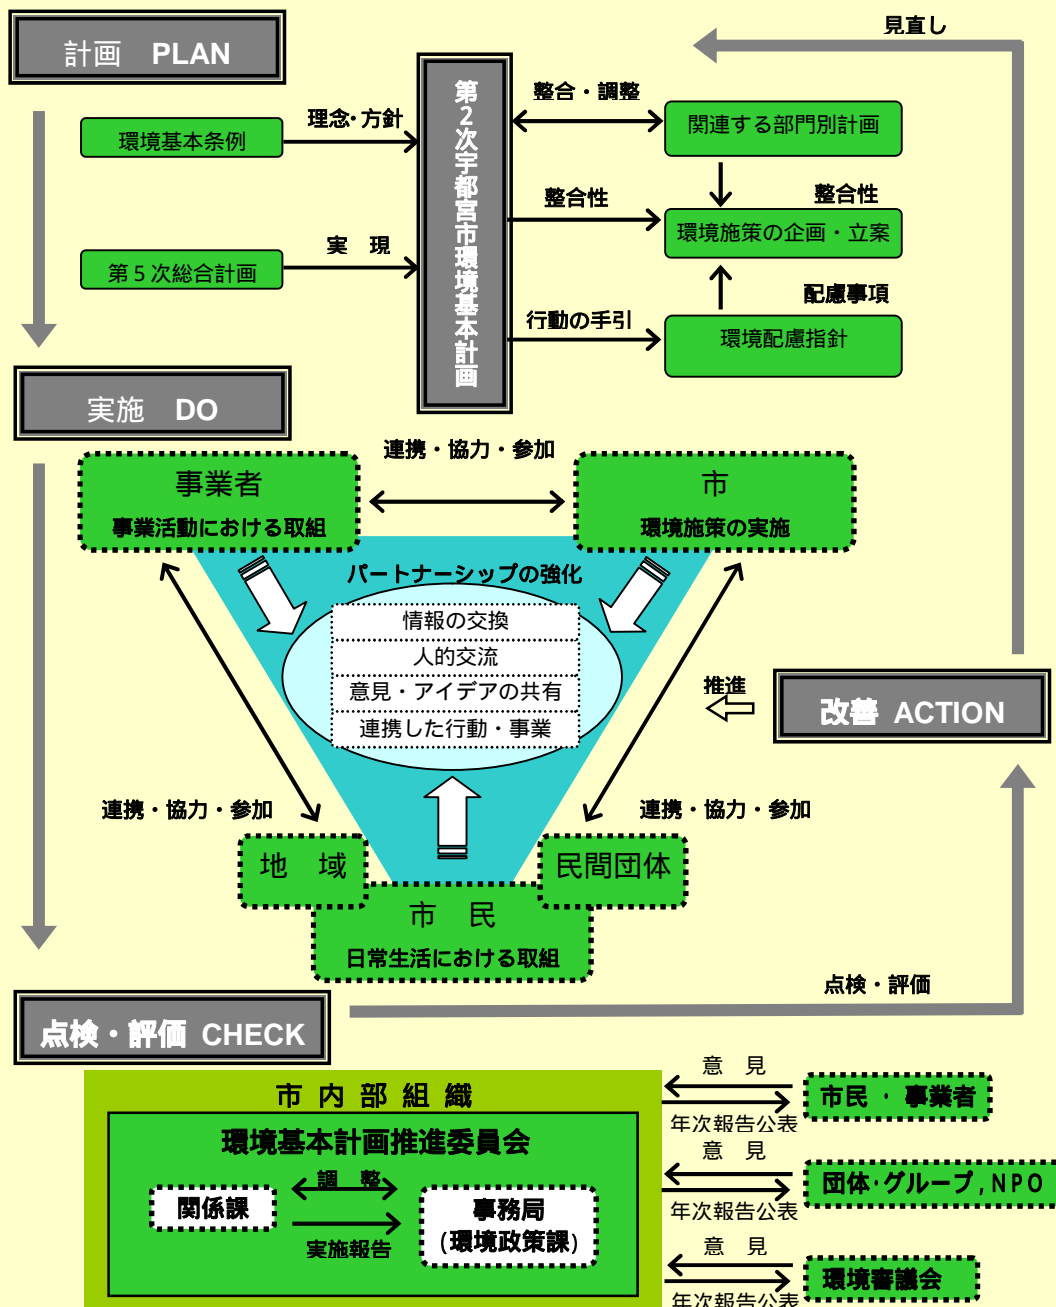 見直し
計画 PLAN
第2次宇都宮市環境基本計画
整合・調整
理念・方針
関連する部門別計画
環境基本条例
整合性
整合性
実 現
環境施策の企画・立案
第5次総合計画
配慮事項
行動の手引
環境配慮指針
実施 DO
連携・協力・参加
事業者
事業活動における取組
市
環境施策の実施
パートナーシップの強化
情報の交換
人的交流
意見・アイデアの共有
連携した行動・事業
推進
改善 ACTION
連携・協力・参加
連携・協力・参加
地 域
民間団体
市 民
日常生活における取組
点検・評価
点検・評価 CHECK
市内部組織
環境基本計画推進委員会
調 整
関係課
事務局
(環境政策課)
実施報告
意 見
市民・事業者
年次報告公表
意 見
団体・グループ,NPO
年次報告公表
意 見
環境審議会
年次報告公表